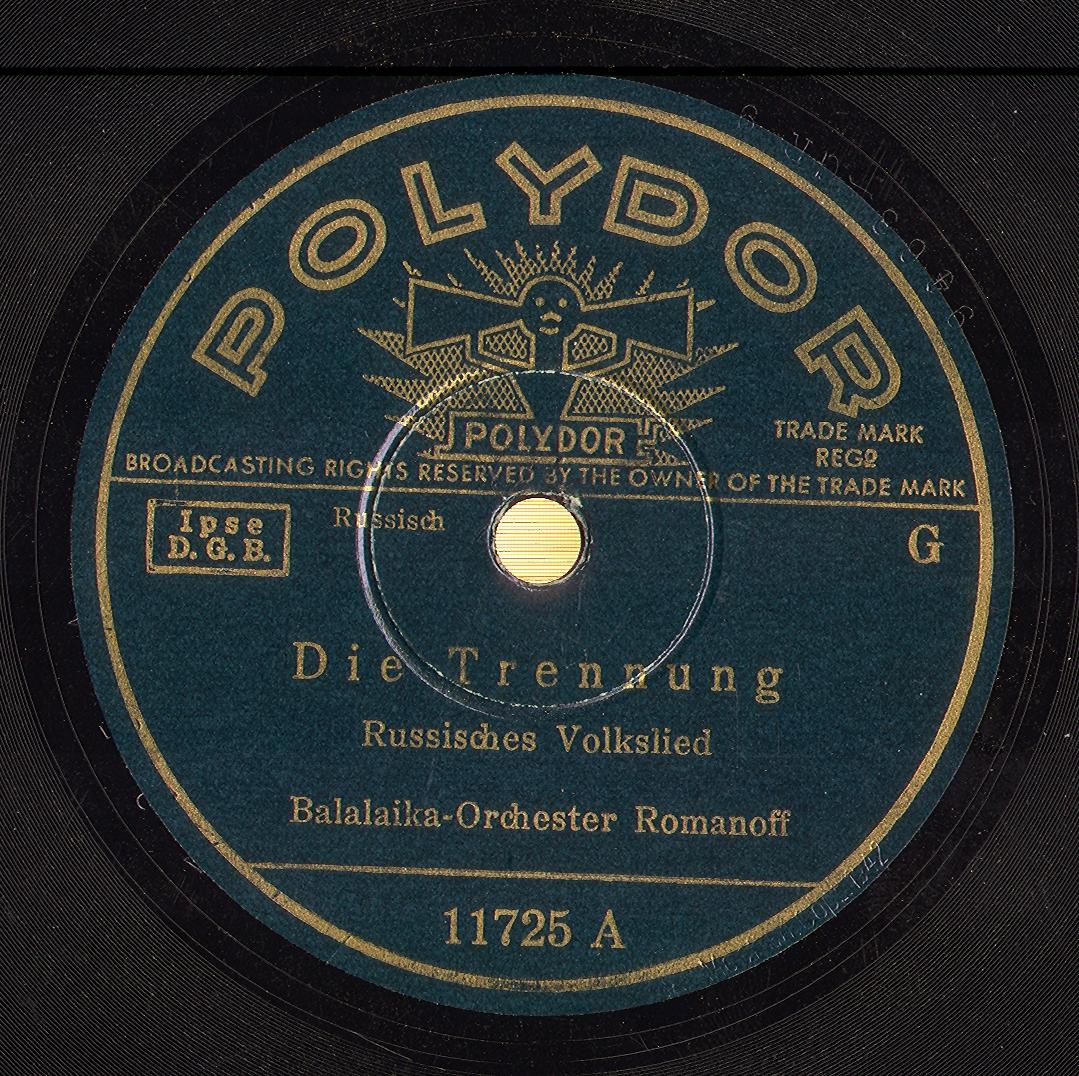 POLYDOR
POLYDOR
TRADE MARK
REGD
BROADCASTING RIGHTS RESERVED BY THE OWNER OF THE TRADE MARK
Ipse
D. G. B.
Russisch
G
Die Trennung
Russisches Volkslied
Balalaika-Orchester Romanoff
11725 A